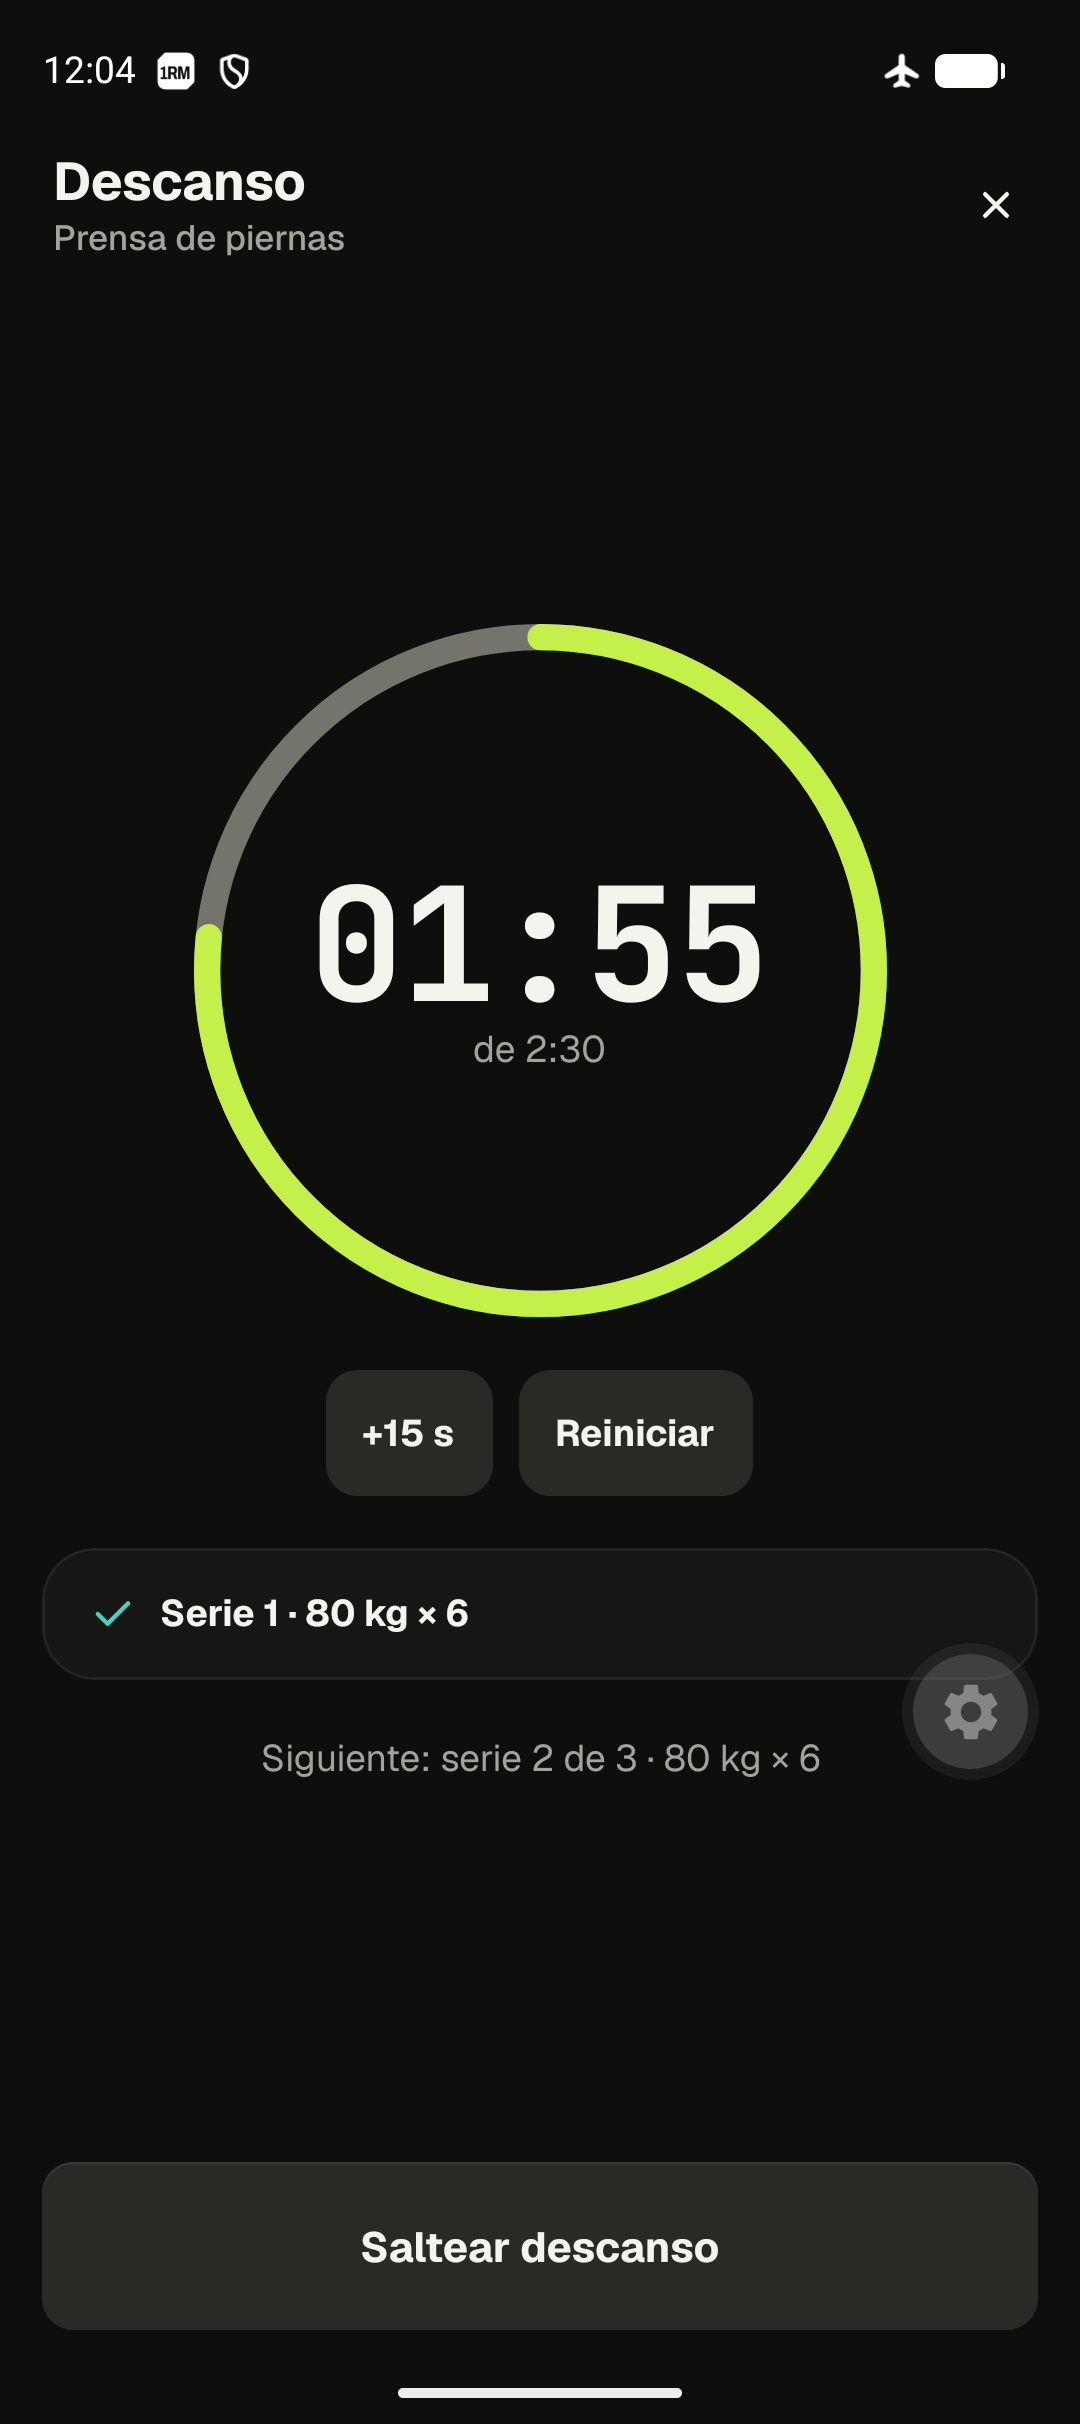 12:04 1RM
Descanso
Prensa de piernas
01:55
de 2:30
+15 s Reiniciar
Serie 1 · 80 kg × 6
Siguiente: serie 2 de 3 · 80 kg × 6
Saltear descanso